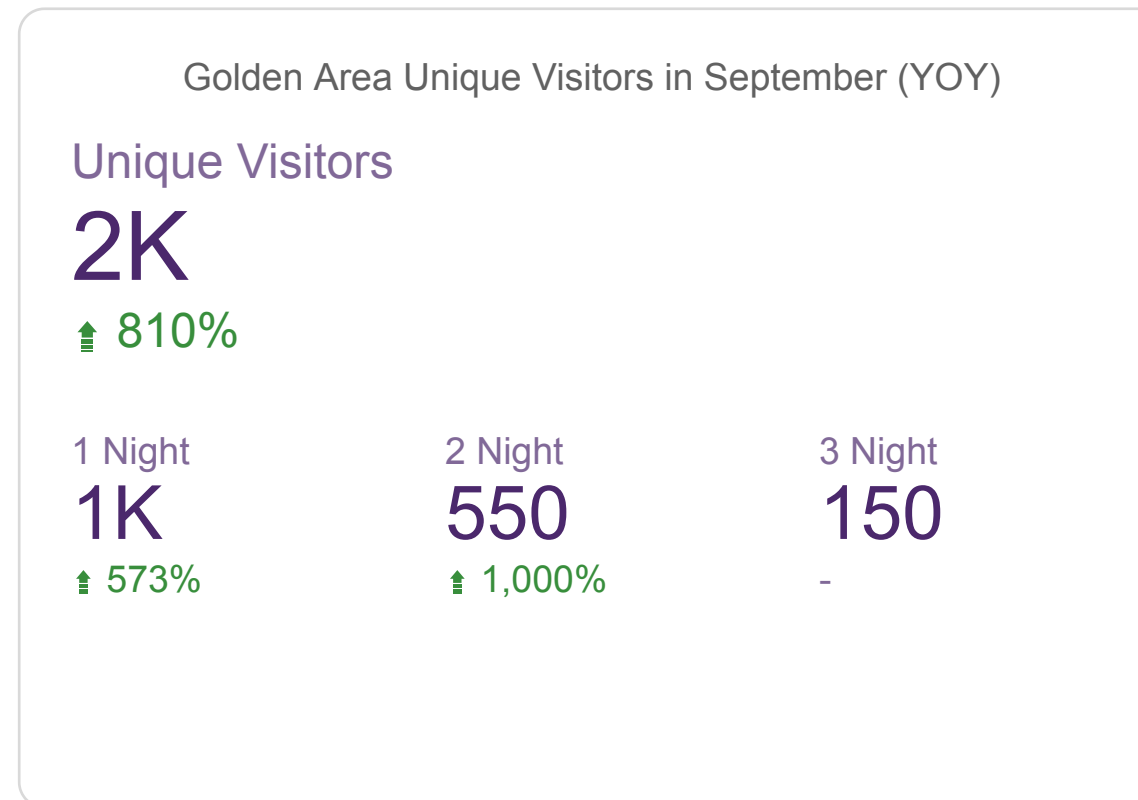 Golden Area Unique Visitors in September (YOY)
Unique Visitors
2K
810%
1 Night 2 Night 3 Night
1K 550 150
573% 1,000% -